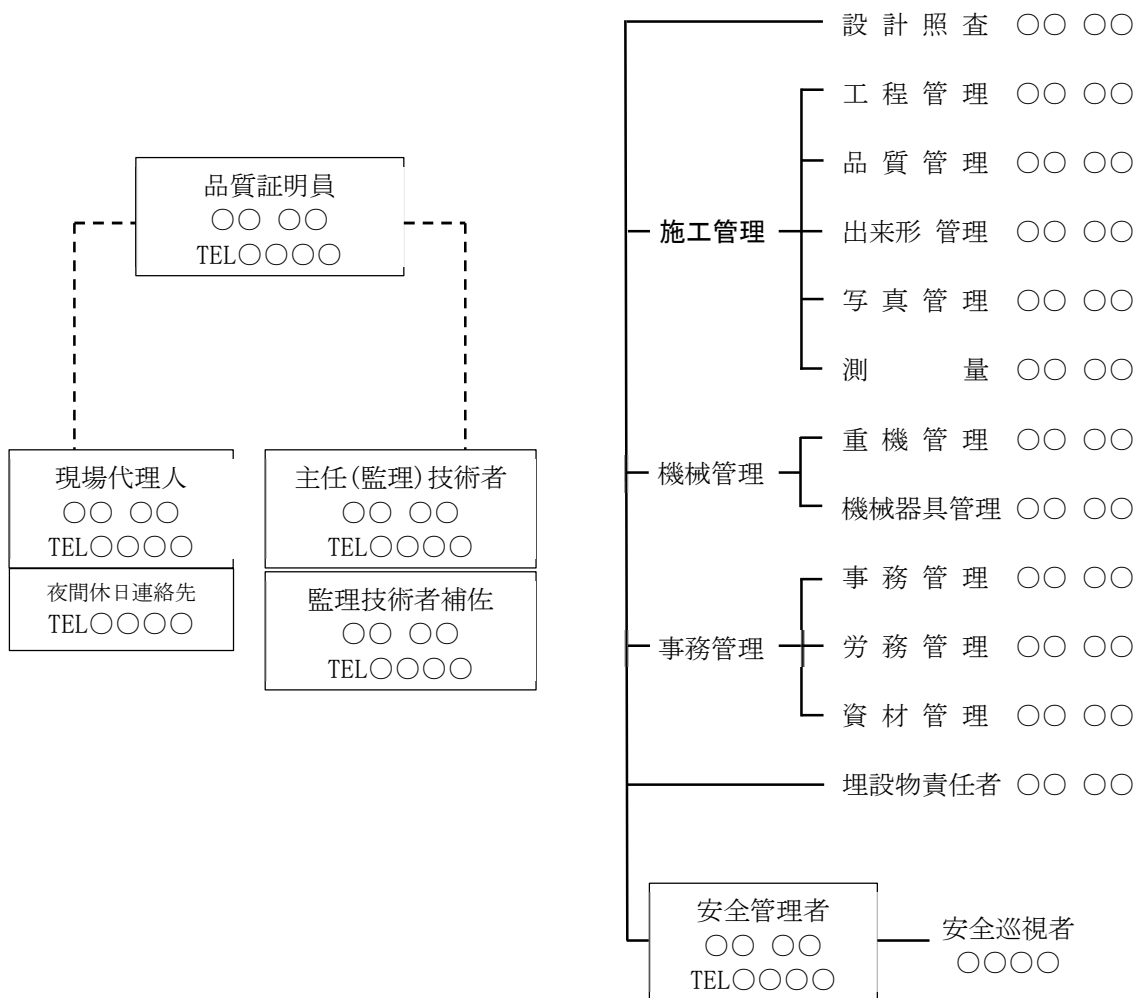 品質証明員
○○ ○○
TEL○○○○
現場代理人
○○ ○○
TEL○○○○
夜間休日連絡先
TEL○○○○
主任(監理)技術者
○○ ○○
TEL○○○○
監理技術者補佐
○○ ○○
TEL○○○○
設計照査 ○○ ○○
施工管理
工程管理 ○○ ○○
品質管理 ○○ ○○
出来形 管理 ○○ ○○
写真管理 ○○ ○○
測量 ○○ ○○
機械管理
重機管理 ○○ ○○
機械器具管理 ○○ ○○
事務管理
事務管理 ○○ ○○
労務管理 ○○ ○○
資材管理 ○○ ○○
埋設物責任者 ○○ ○○
安全管理者
○○ ○○
TEL○○○○
安全巡視者
○○○○